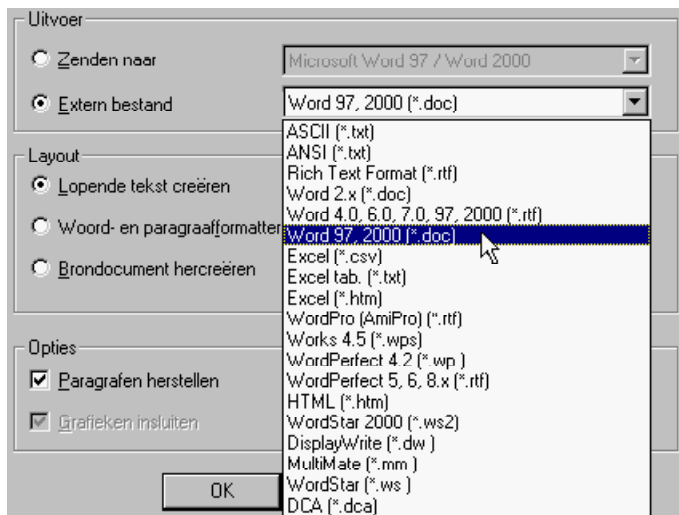 Uitvoer
Zenden naar
Microsoft Word 97 / Word 2000
Extern bestand
Word 97, 2000 (*.doc)
ASCII (*.txt)
ANSI (*.txt)
Rich Text Format (*.rtf)
Word 2.x (*.doc)
Word 4.0, 6.0, 7.0, 97, 2000 (*.rtf)
Word 97, 2000 (*.doc)
Excel (*.csv)
Excel tab. (*.txt)
Excel (*.htm)
WordPro (AmiPro) (*.rtf)
Works 4.5 (*.wps)
WordPerfect 4.2 (*.wp )
WordPerfect 5, 6, 8.x (*.rtf)
HTML (*.htm)
WordStar 2000 (*.ws2)
DisplayWrite (*.dw )
MultiMate (*.mm )
WordStar (*.ws )
DCA (*.dca)
Layout
Lopende tekst creëren
Woord- en paragraafformatter
Brondocument hercreëren
Opties
Paragrafen herstellen
Grafieken insluiten
OK